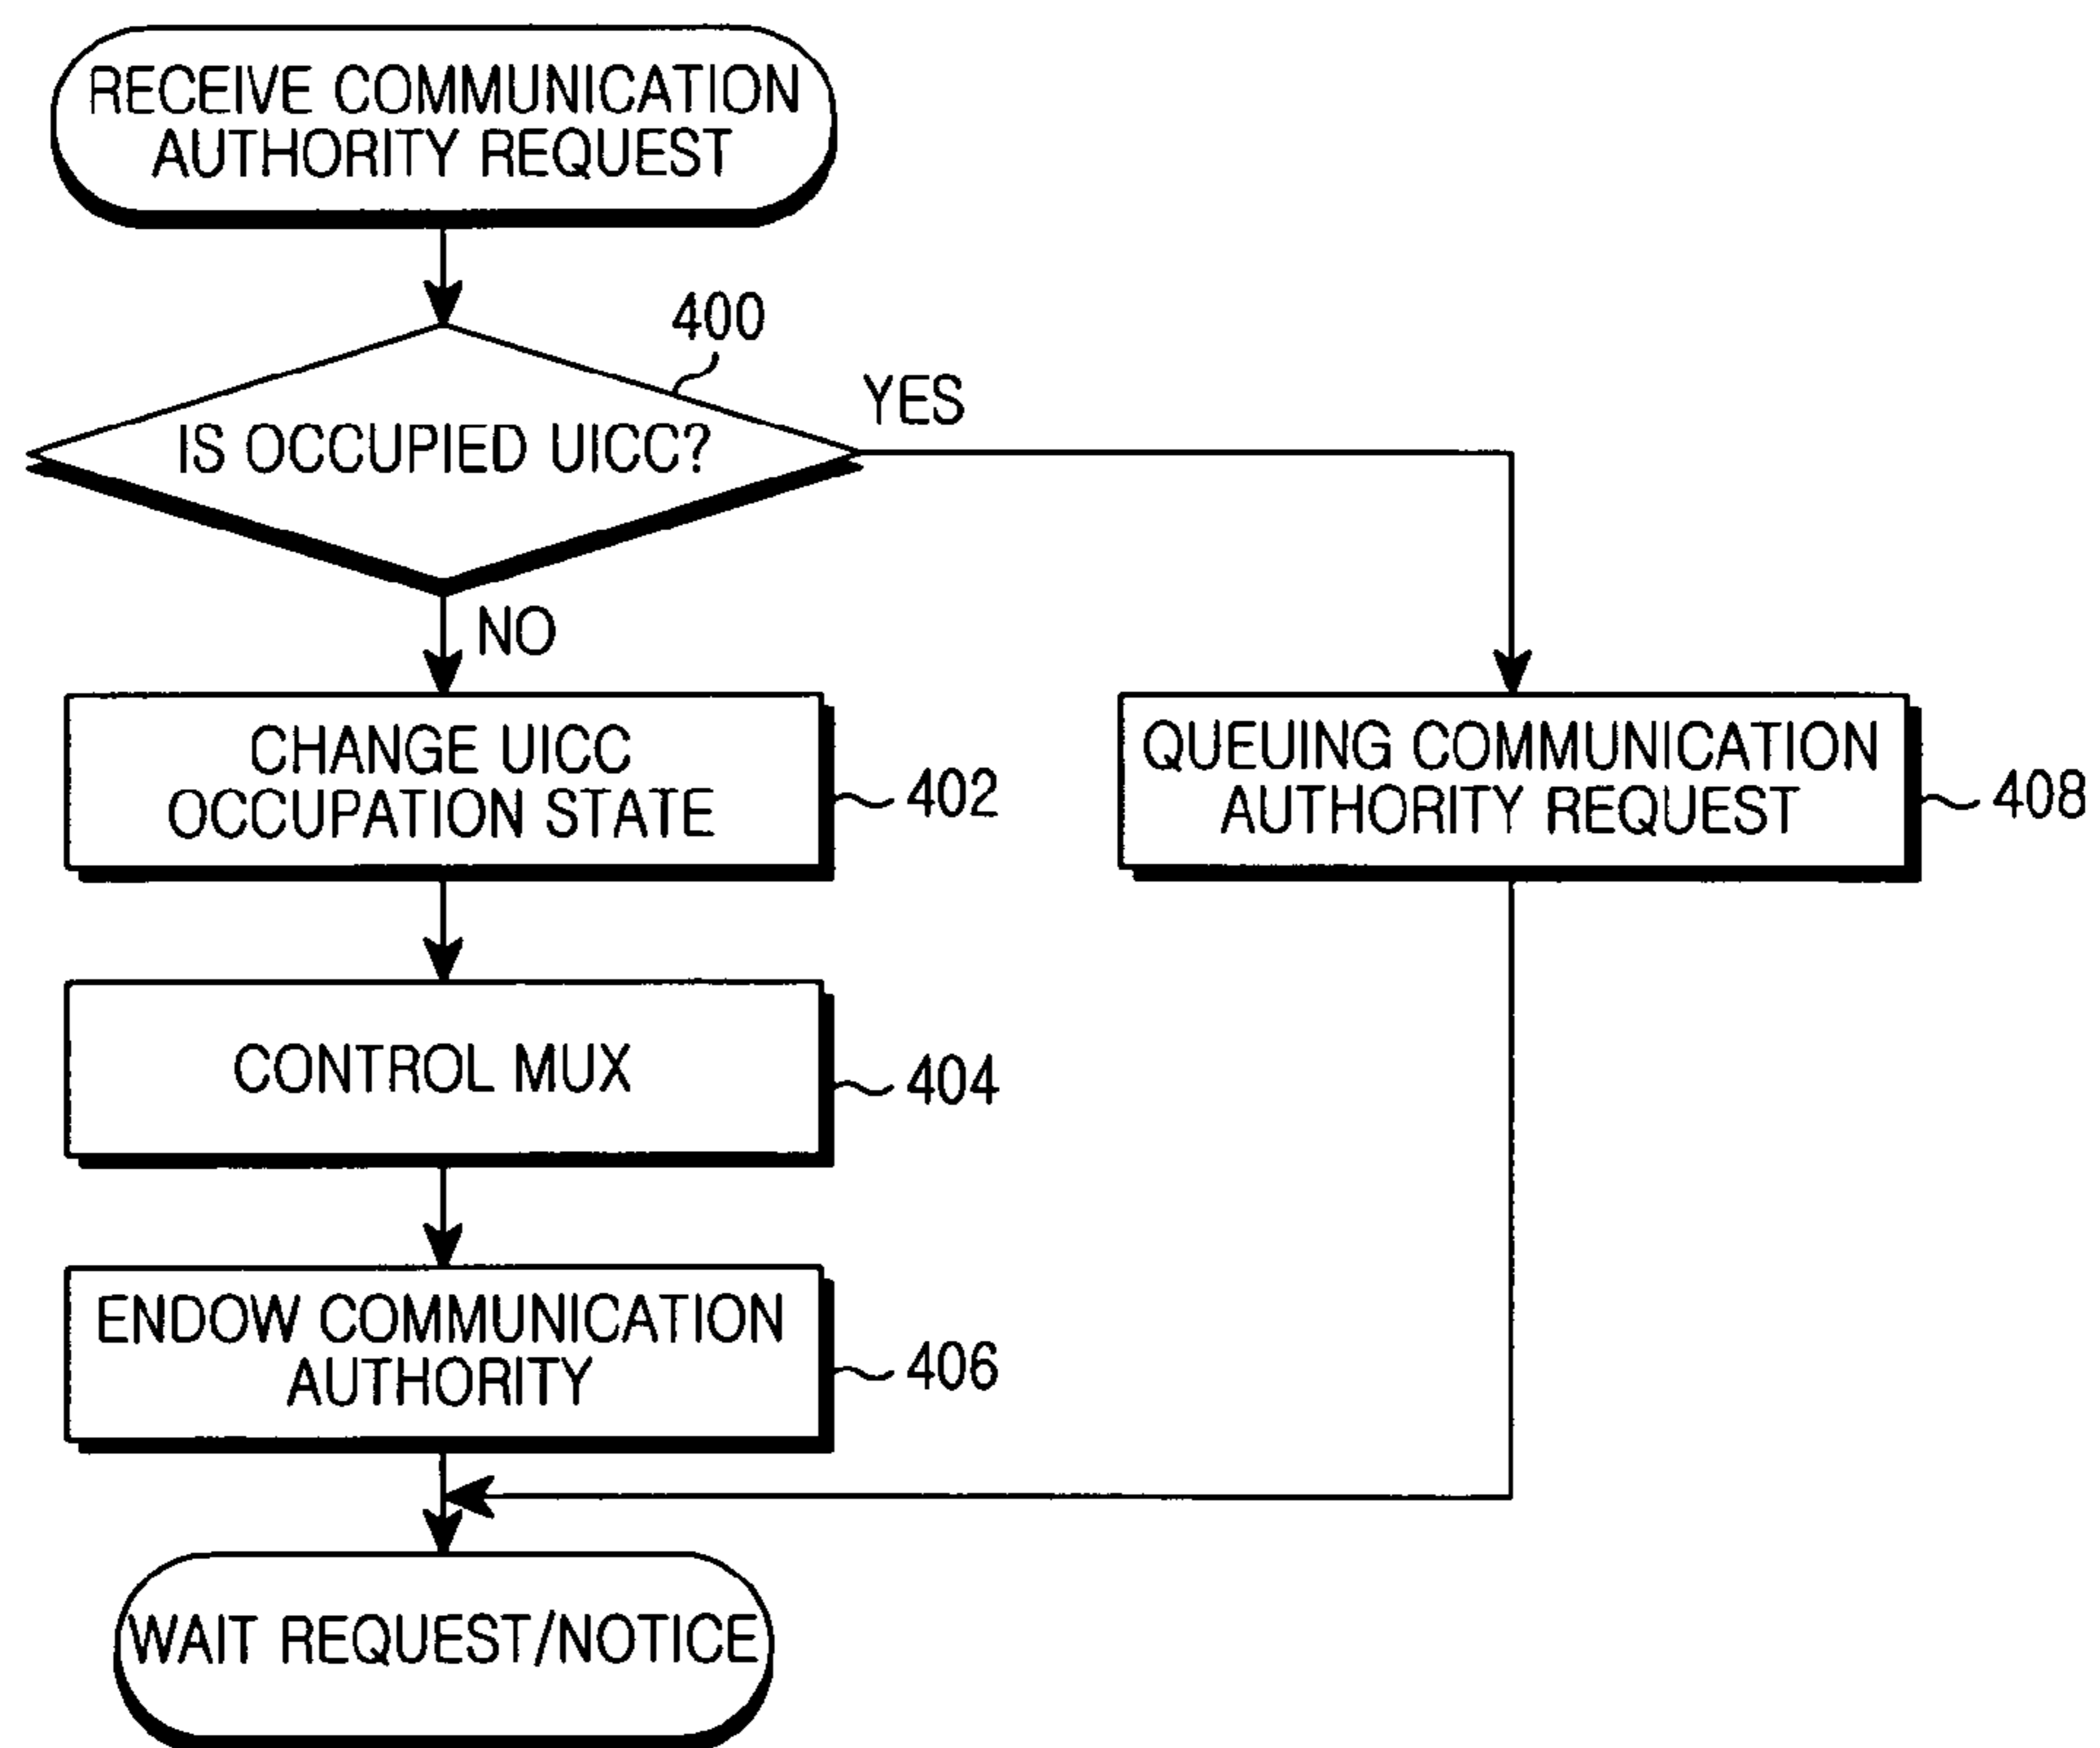 RECEIVE COMMUNICATION
AUTHORITY REQUEST
400
IS OCCUPIED UICC?
YES
NO
CHANGE UICC
OCCUPATION STATE
402
QUEUING COMMUNICATION
AUTHORITY REQUEST
408
CONTROL MUX
404
ENDOW COMMUNICATION
AUTHORITY
406
WAIT REQUEST/NOTICE